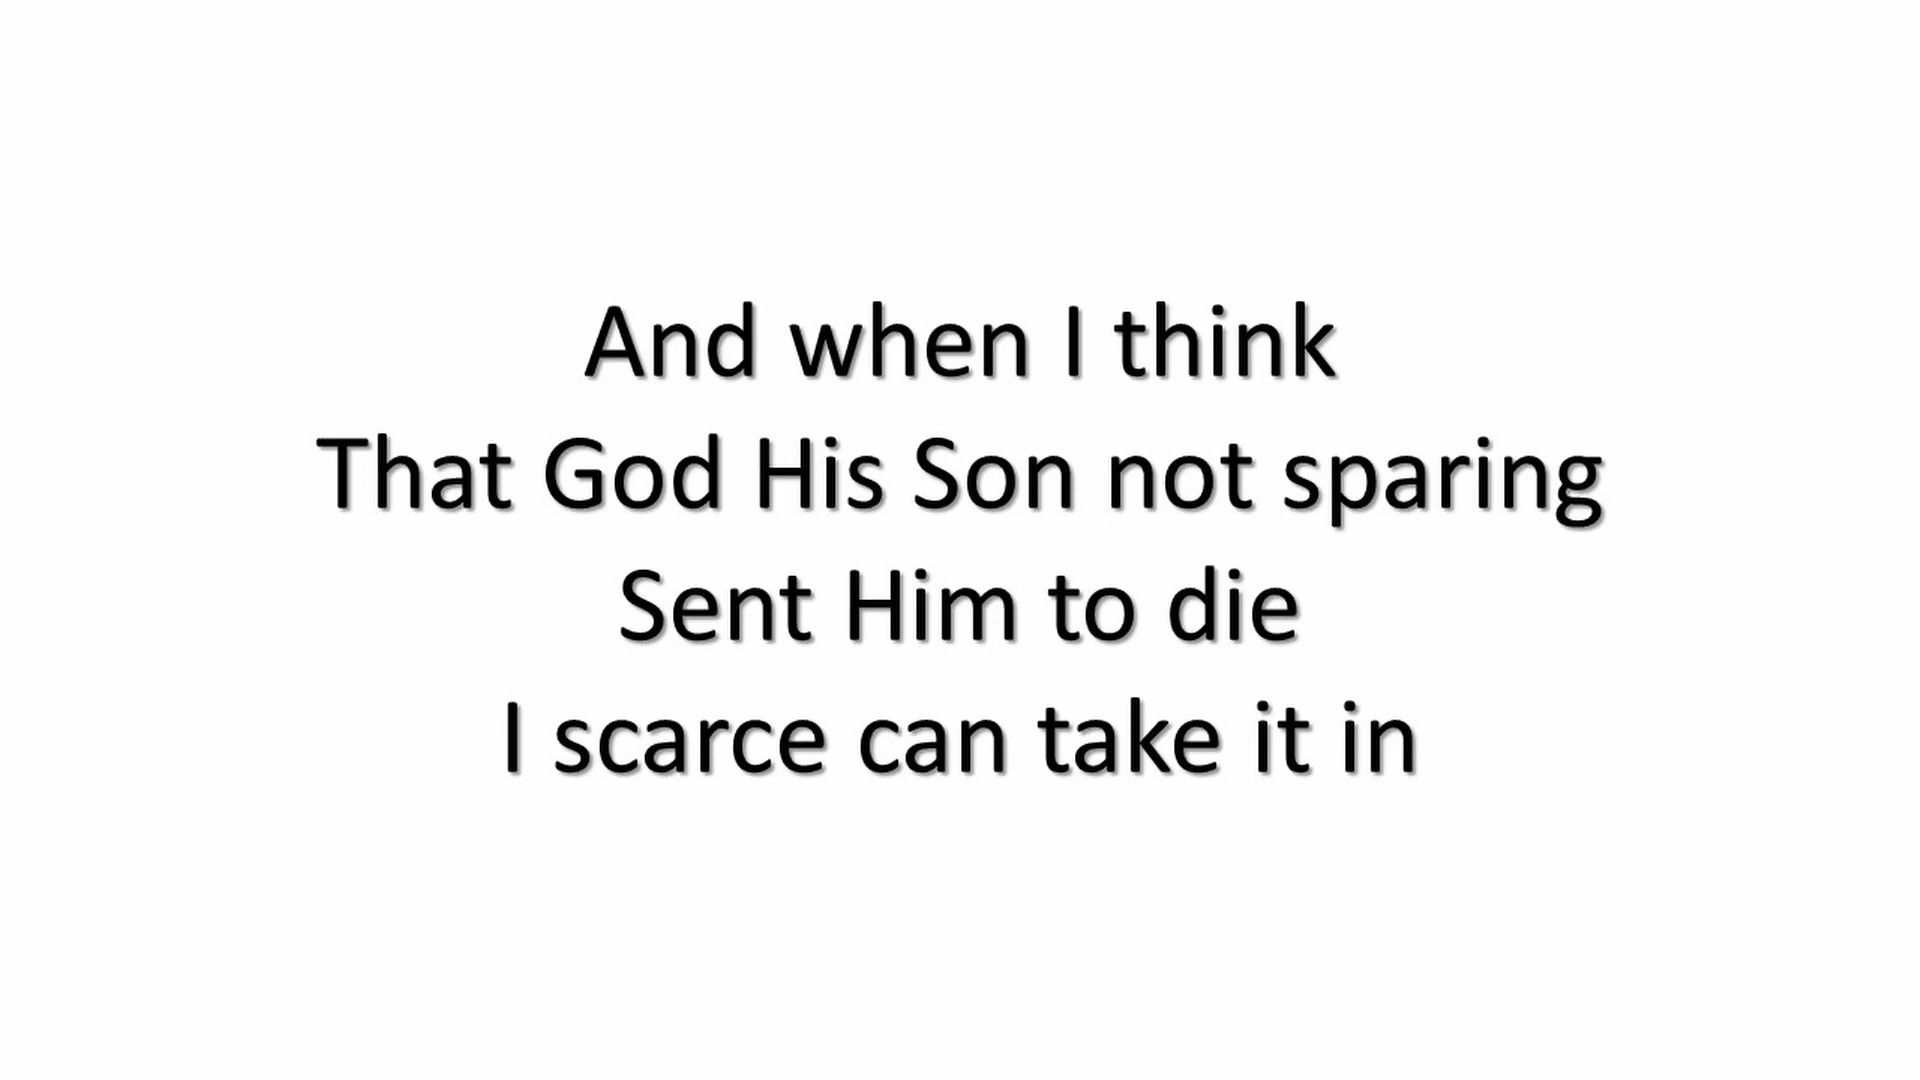 And when I think
That God His Son not sparing
Sent Him to die
I scarce can take it in